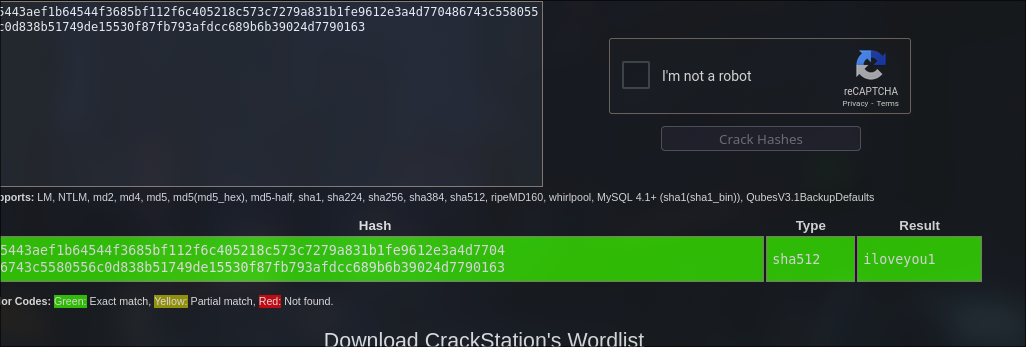 5443aef1b64544f3685bf112f6c405218c573c7279a831b1fe9612e3a4d770486743c558055
c0d838b51749de15530f87fb793afdcc689b6b39024d7790163
I'm not a robot
reCAPTCHA
Privacy - Terms
Crack Hashes
pports: LM, NTLM, md2, md4, md5, md5(md5_hex), md5-half, sha1, sha224, sha256, sha384, sha512, ripeMD160, whirlpool, MySQL 4.1+ (sha1(sha1_bin)), QubesV3.1BackupDefaults
Hash Type Result
5443aef1b64544f3685bf112f6c405218c573c7279a831b1fe9612e3a4d7704
6743c5580556c0d838b51749de15530f87fb793afdcc689b6b39024d7790163
sha512 iloveyou1
lor Codes: Green: Exact match, Yellow: Partial match, Red: Not found.
Download CrackStation's Wordlist